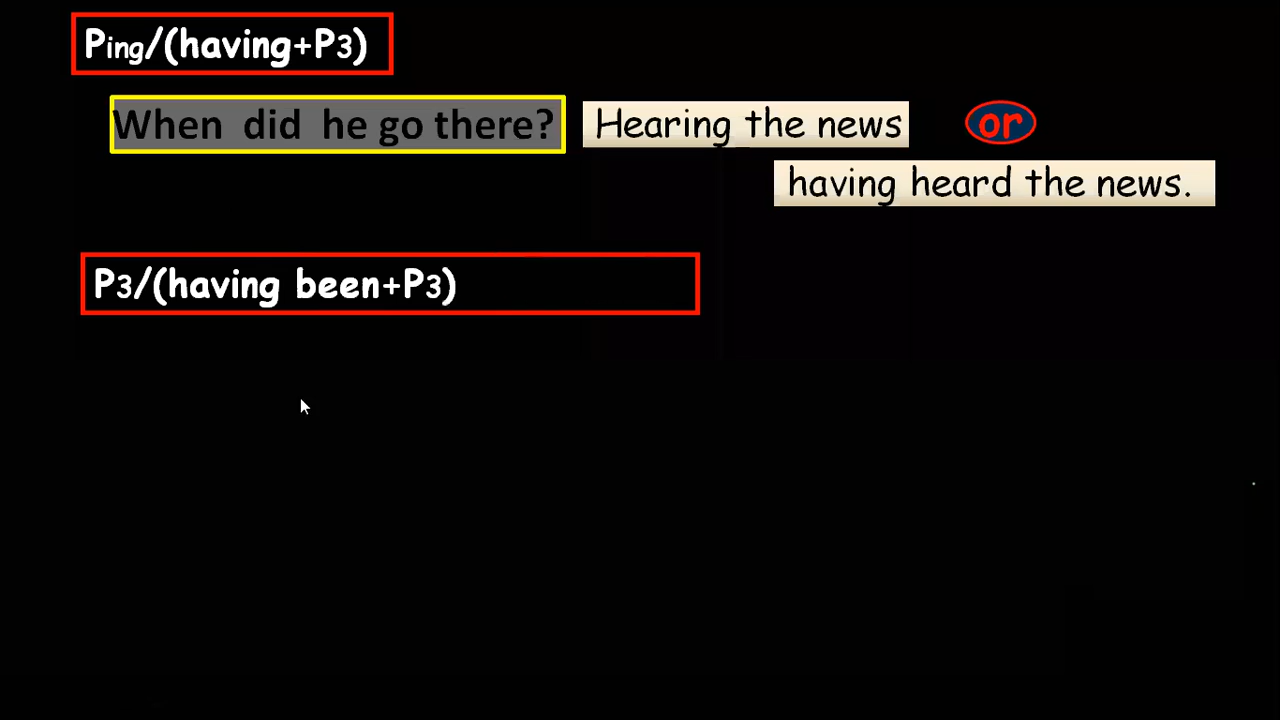 Ping/(having+P3)
When did he go there? Hearing the news or
having heard the news.
P3/(having been+P3)